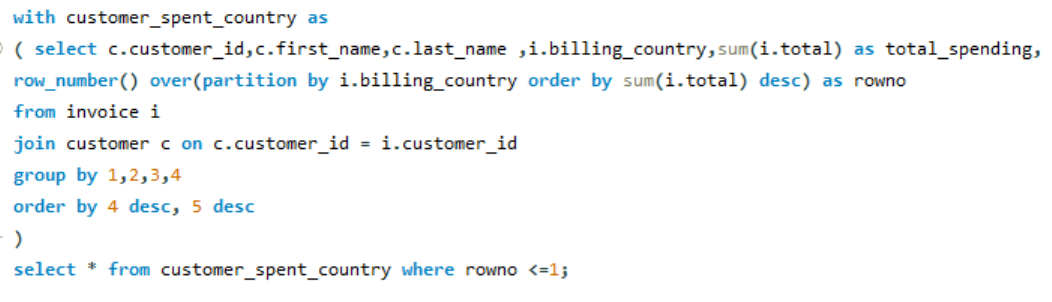 with customer_spent_country as
( select c.customer_id,c.first_name,c.last_name ,i.billing_country,sum(i.total) as total_spending,
row_number() over(partition by i.billing_country order by sum(i.total) desc) as rowno
from invoice i
join customer c on c.customer_id = i.customer_id
group by 1,2,3,4
order by 4 desc, 5 desc
)
select * from customer_spent_country where rowno <=1;